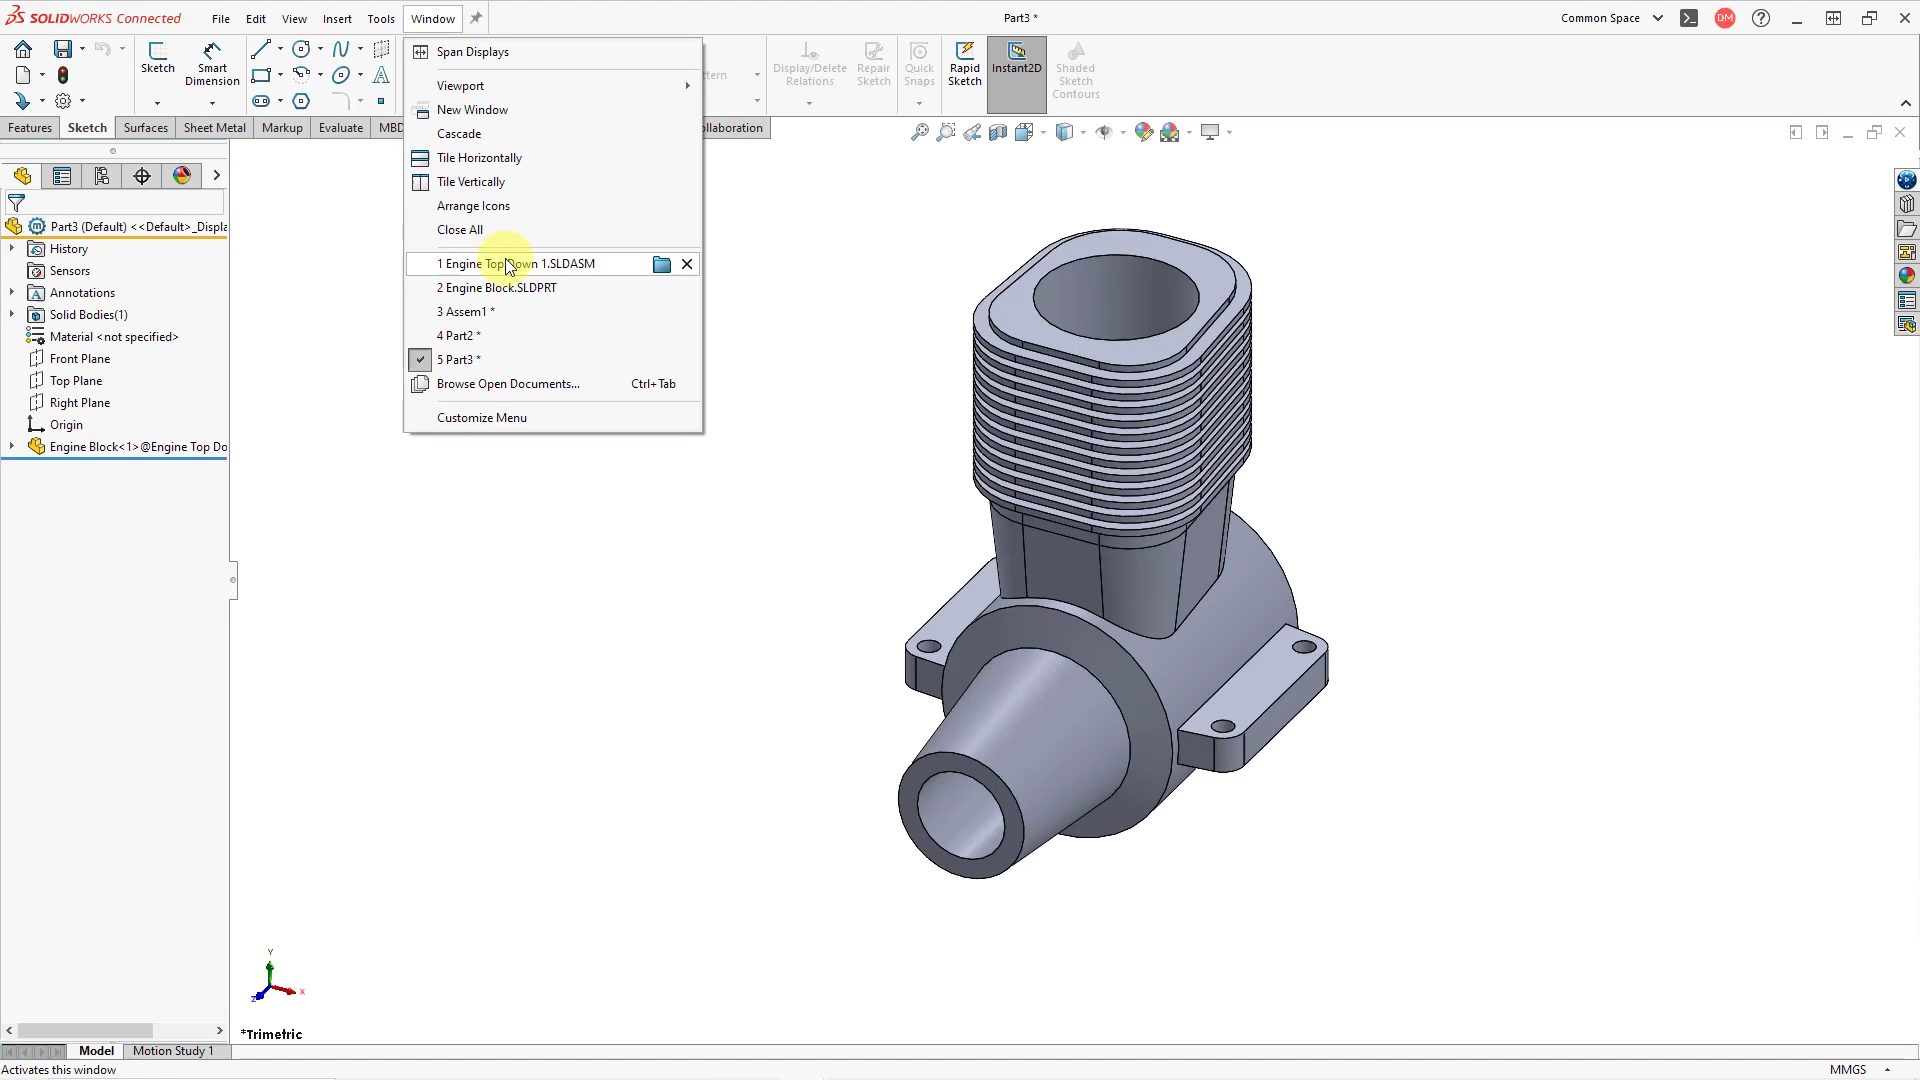 SOLIDWORKS Connected
File
Edit
View
Insert
Tools
Window
Part3 *
Common Space
DM
Sketch
Smart
Dimension
Span Displays
Viewport
New Window
Cascade
Tile Horizontally
Tile Vertically
Arrange Icons
Close All
1 Engine Top Down 1.SLDASM
2 Engine Block.SLDPRT
3 Assem1 *
4 Part2 *
5 Part3 *
Browse Open Documents... Ctrl+Tab
Customize Menu
ttern
Display/Delete
Relations
Repair
Sketch
Quick
Snaps
Rapid
Sketch
Instant2D
Shaded
Sketch
Contours
Features
Sketch
Surfaces
Sheet Metal
Markup
Evaluate
MBD
ollaboration
Part3 (Default) <<Default>_Displa
History
Sensors
Annotations
Solid Bodies(1)
Material <not specified>
Front Plane
Top Plane
Right Plane
Origin
Engine Block<1>@Engine Top Do
Y
X
Z
*Trimetric
Model
Motion Study 1
Activates this window
MMGS